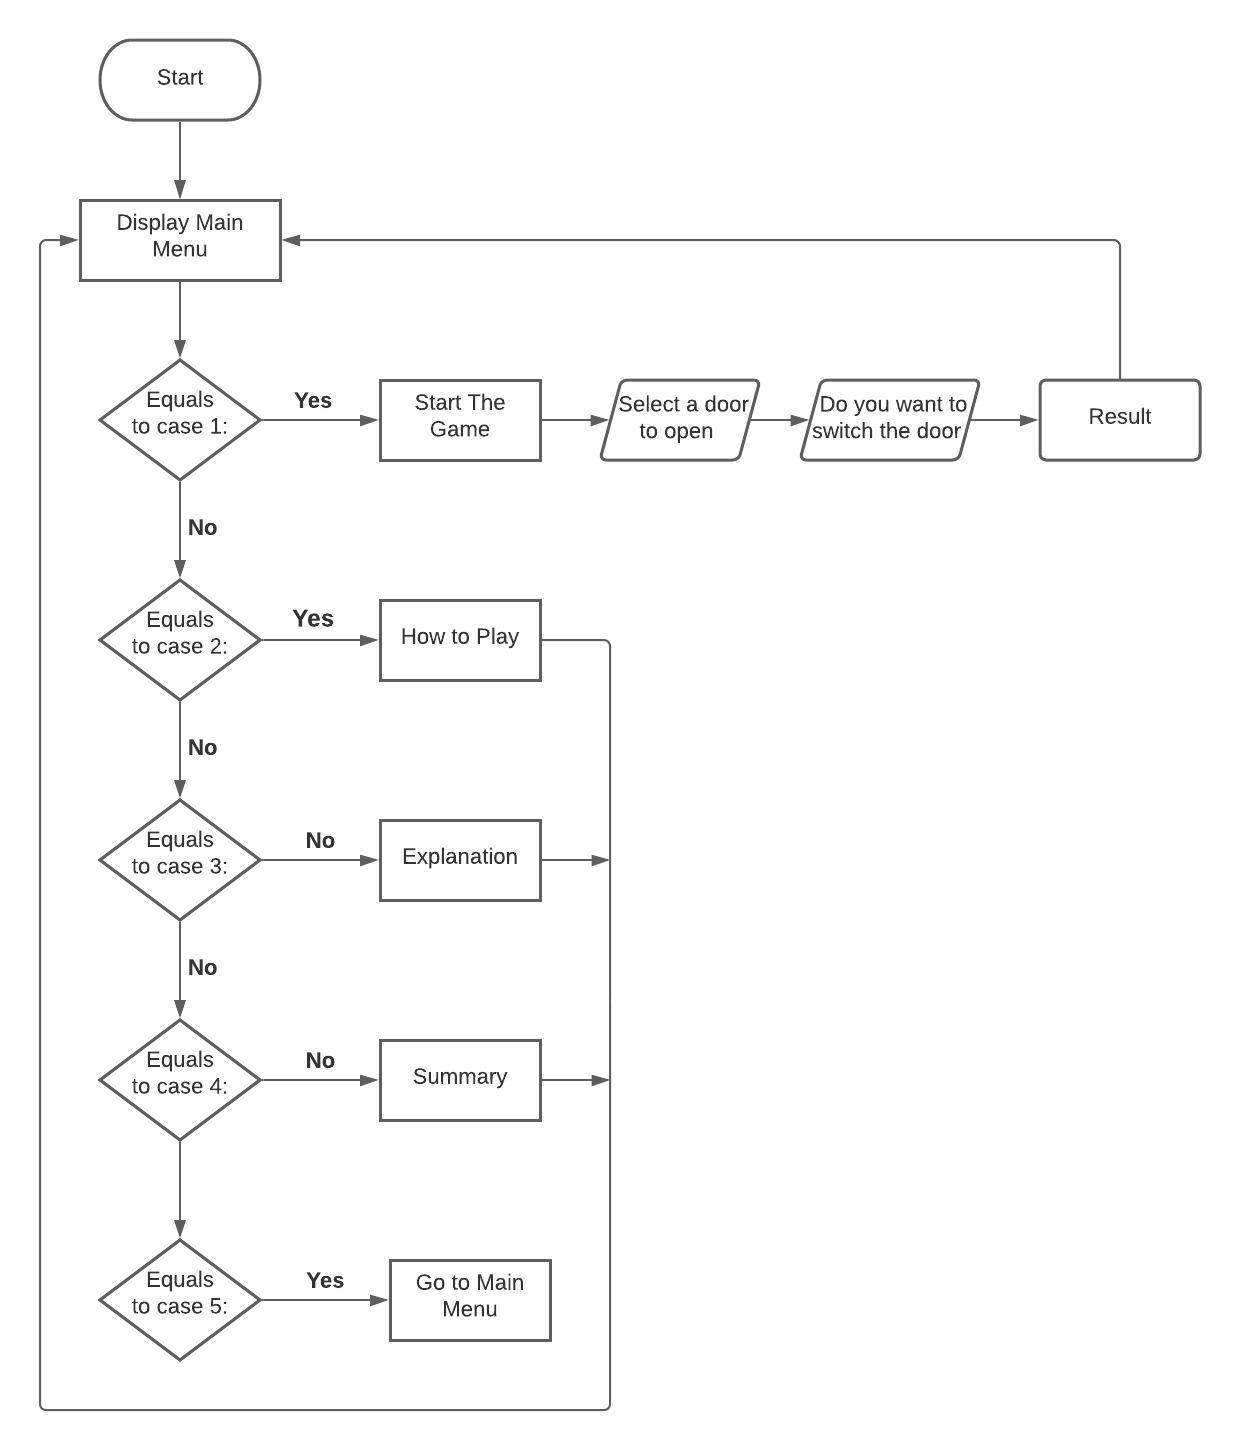 Start
Display Main
Menu
Equals
to case 1:
Yes
Start The
Game
Select a door
to open
Do you want to
switch the door
Result
No
Equals
to case 2:
Yes
How to Play
No
Equals
to case 3:
No
Explanation
No
Equals
to case 4:
No
Summary
Equals
to case 5:
Yes
Go to Main
Menu